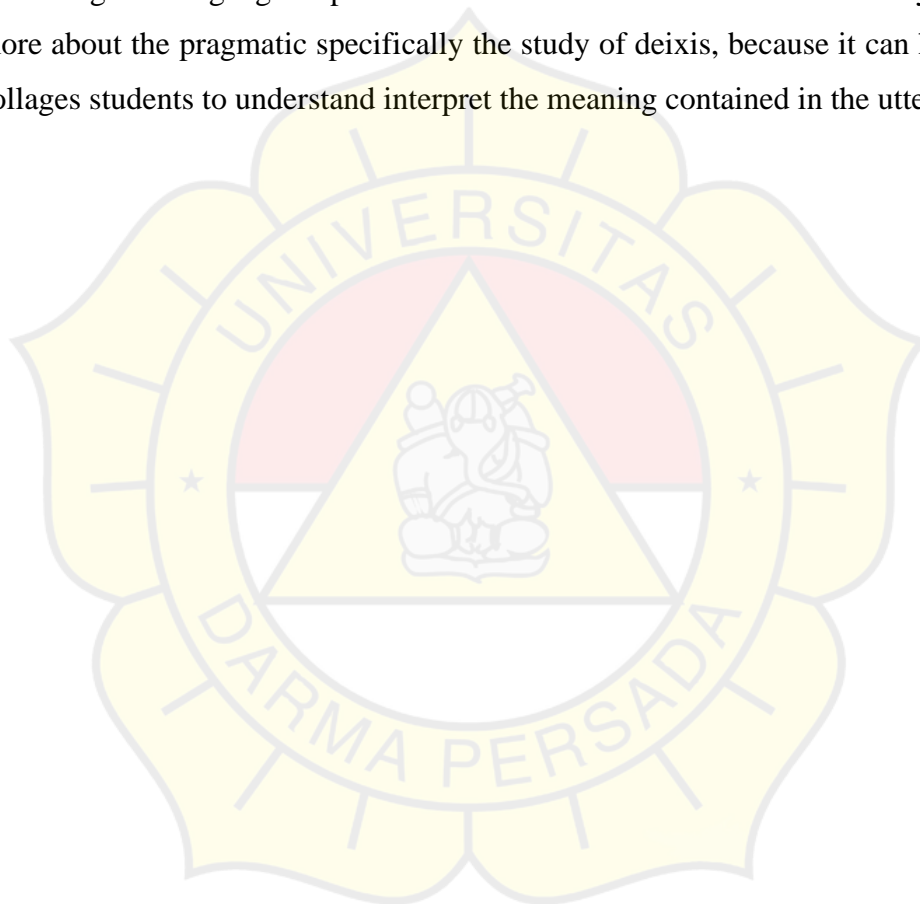 more about the pragmatic specifically the study of deixis, because it can
ollages students to understand interpret the meaning contained in the utte
UNIVERSITAS
DARMA PERSADA